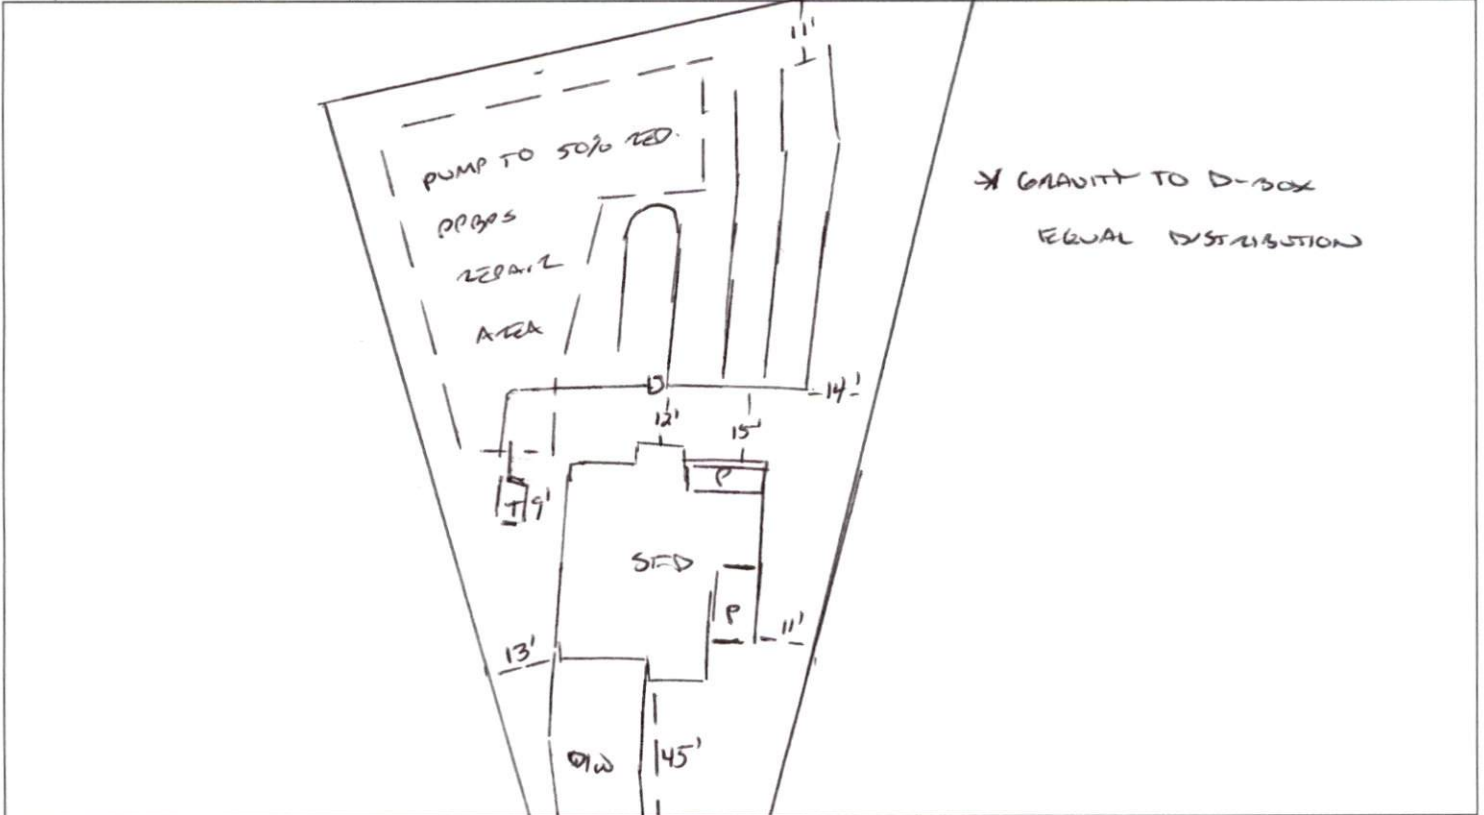 11'
PUMP TO 50% RED.
PPBPS
REPAIR
AREA
* GRAVITY TO D-BOX
EQUAL DISTRIBUTION
D
14'
12'
15'
P
T 9'
SFD
P
11'
13'
D/W
45'